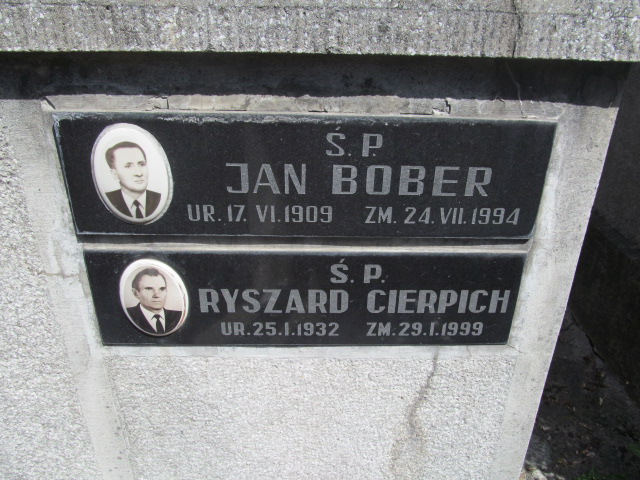 Ś. P.
JAN BOBER
UR. 17. VI. 1909 ZM. 24. VII. 1994
Ś. P.
RYSZARD CIERPICH
UR. 25. I. 1932 ZM. 29. I. 1999